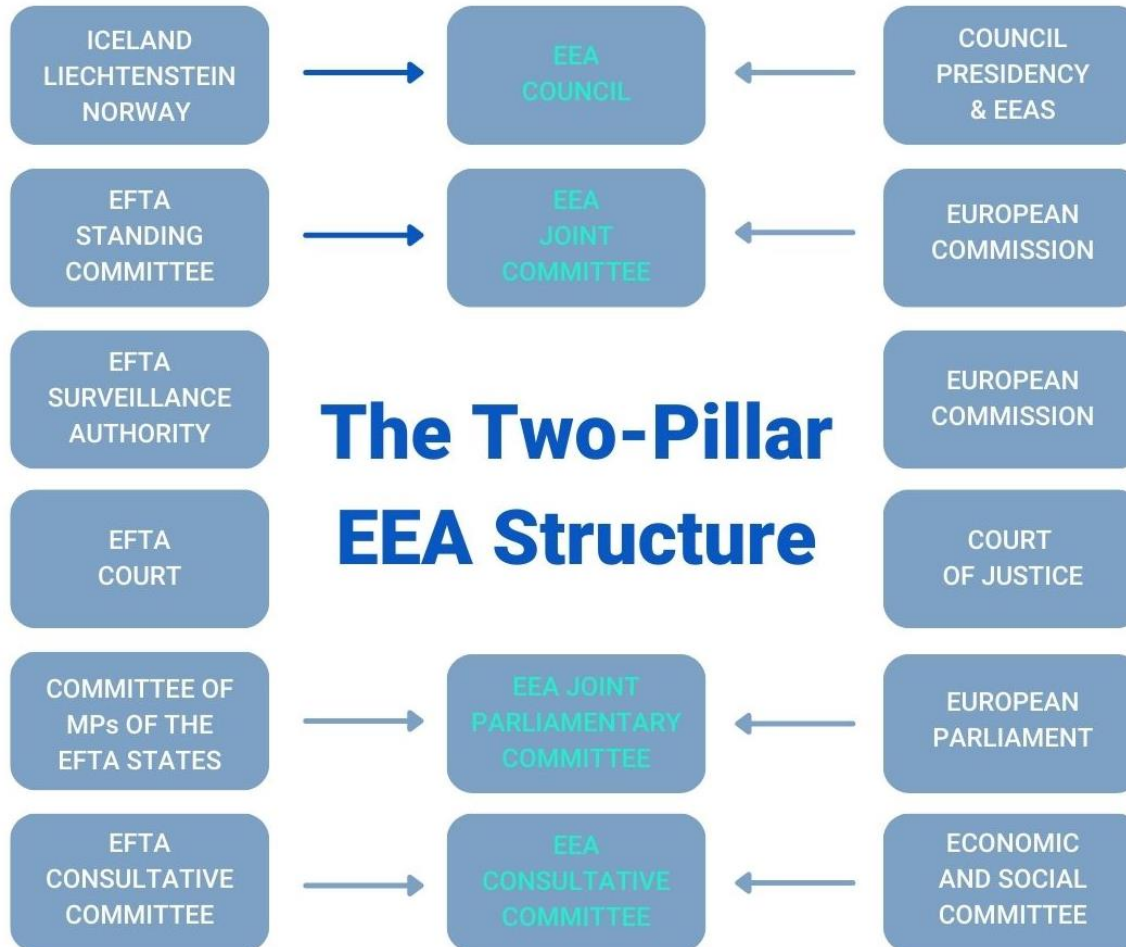 ICELAND
LIECHTENSTEIN
NORWAY
EEA
COUNCIL
COUNCIL
PRESIDENCY
& EEAS
EFTA
STANDING
COMMITTEE
EEA
JOINT
COMMITTEE
EUROPEAN
COMMISSION
EFTA
SURVEILLANCE
AUTHORITY
EUROPEAN
COMMISSION
The Two-Pillar
EEA Structure
EFTA
COURT
COURT
OF JUSTICE
COMMITTEE OF
MPs OF THE
EFTA STATES
EEA JOINT
PARLIAMENTARY
COMMITTEE
EUROPEAN
PARLIAMENT
EFTA
CONSULTATIVE
COMMITTEE
EEA
CONSULTATIVE
COMMITTEE
ECONOMIC
AND SOCIAL
COMMITTEE